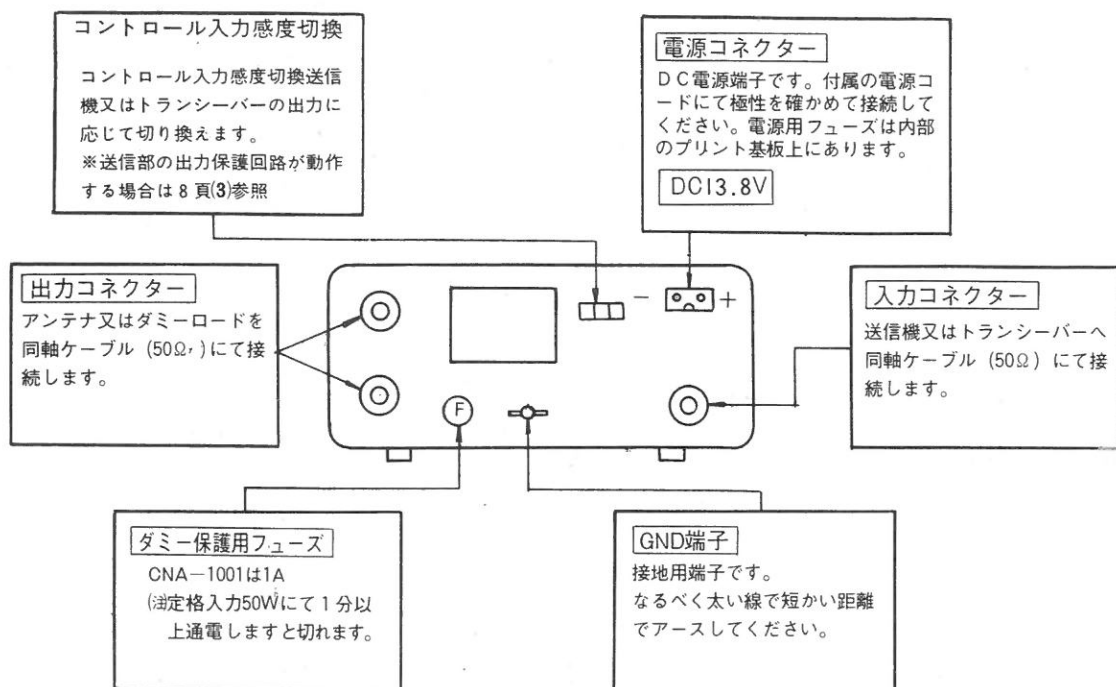 コントロール入力感度切換
コントロール入力感度切換送信
機又はトランシーバーの出力に
応じて切り換えます。
※送信部の出力保護回路が動作
する場合は8頁(3)参照
電源コネクター
DC電源端子です。付属の電源コ
ードにて極性を確かめて接続して
ください。電源用フューズは内部
のプリント基板上にあります。
DC13.8V
出力コネクター
アンテナ又はダミーロードを
同軸ケーブル (50Ω) にて接
続します。
− +
F
入力コネクター
送信機又はトランシーバーへ
同軸ケーブル (50Ω) にて接
続します。
ダミー保護用フューズ
CNA−1001は1A
(注)定格入力50Wにて1分以
上通電しますと切れます。
GND端子
接地用端子です。
なるべく太い線で短かい距離
でアースしてください。